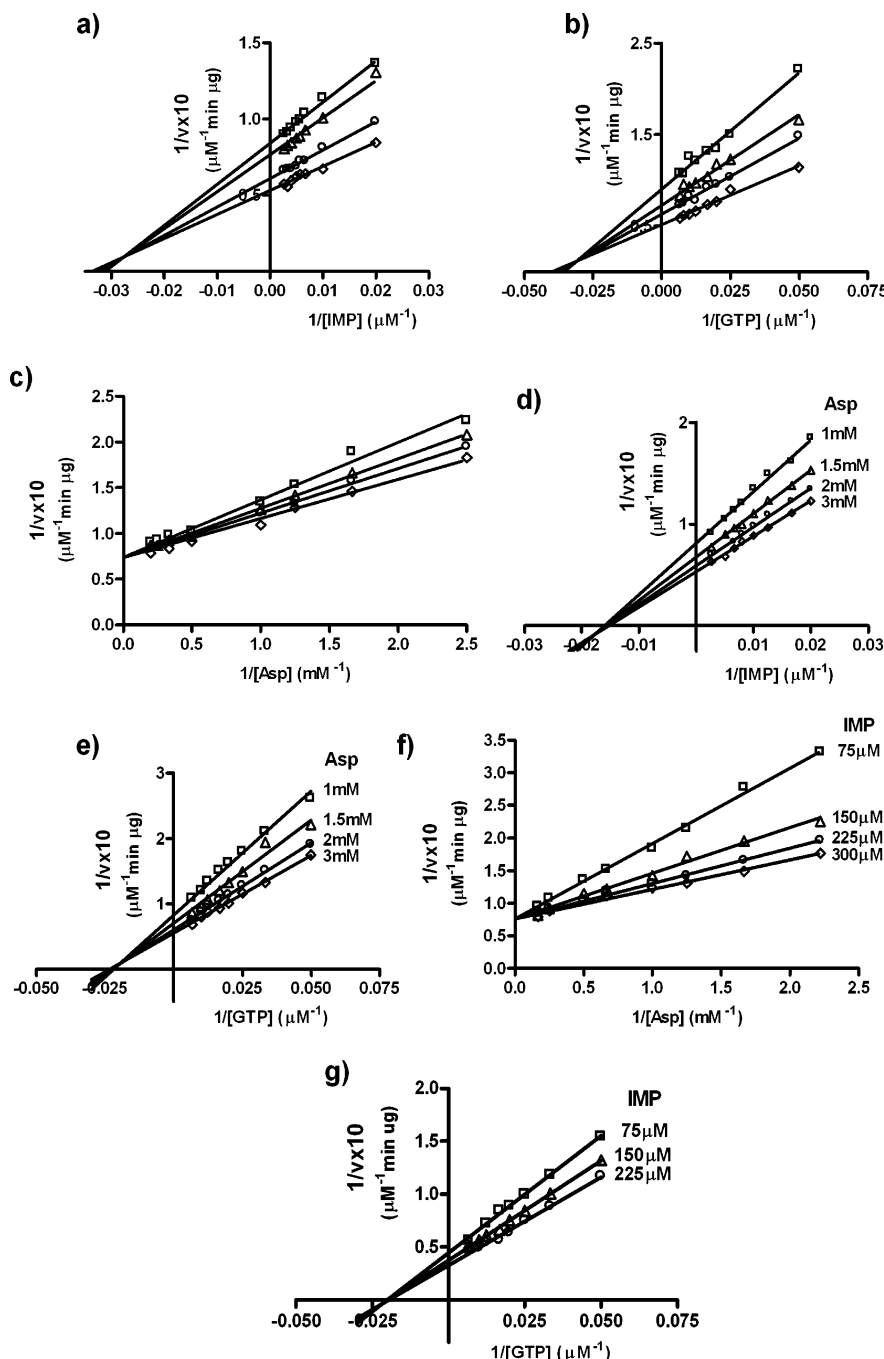 a)
1/vx10
(μM⁻¹min μg)
1.5
1.0
0.5
-0.03 -0.02 -0.01 0.00 0.01 0.02 0.03
1/[IMP] (μM⁻¹)
b)
1/vx10
(μM⁻¹min μg)
2.5
1.5
-0.050 -0.025 0.000 0.025 0.050 0.075
1/[GTP] (μM⁻¹)
c)
1/vx10
(μM⁻¹min μg)
2.5
2.0
1.5
1.0
0.5
0.0
0.0 0.5 1.0 1.5 2.0 2.5
1/[Asp] (mM⁻¹)
d)
1/vx10
(μM⁻¹min μg)
Asp
1mM
1.5mM
2mM
3mM
2
1
-0.03 -0.02 -0.01 0.00 0.01 0.02 0.03
1/[IMP] (μM⁻¹)
e)
1/vx10
(μM⁻¹min μg)
Asp
1mM
1.5mM
2mM
3mM
3
2
1
-0.050 -0.025 0.000 0.025 0.050 0.075
1/[GTP] (μM⁻¹)
f)
1/vx10
(μM⁻¹min μg)
IMP
75μM
150μM
225μM
300μM
3.5
3.0
2.5
2.0
1.5
1.0
0.5
0.0
0.0 0.5 1.0 1.5 2.0 2.5
1/[Asp] (mM⁻¹)
g)
1/vx10
(μM⁻¹min ug)
IMP
75μM
150μM
225μM
2.0
1.5
1.0
0.5
-0.050 -0.025 0.000 0.025 0.050 0.075
1/[GTP] (μM⁻¹)